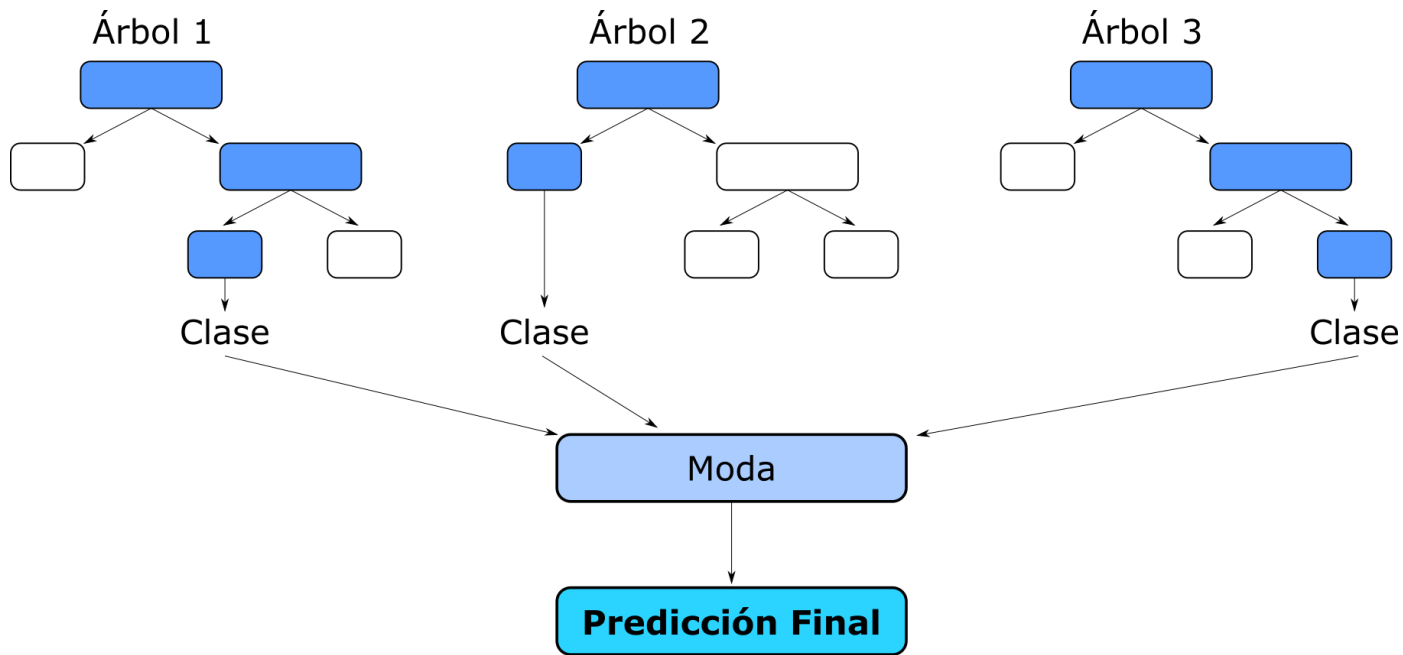 Árbol 1
Árbol 2
Árbol 3
Clase
Clase
Clase
Moda
Predicción Final